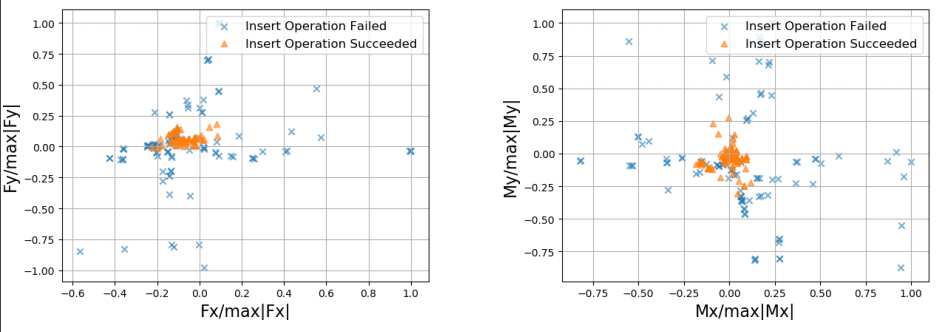 1.00
0.75
0.50
0.25
0.00
−0.25
−0.50
−0.75
−1.00
Fy/max|Fy|
Insert Operation Failed
Insert Operation Succeeded
−0.6 −0.4 −0.2 0.0 0.2 0.4 0.6 0.8 1.0
Fx/max|Fx|
1.00
0.75
0.50
0.25
0.00
−0.25
−0.50
−0.75
My/max|My|
Insert Operation Failed
Insert Operation Succeeded
−0.75 −0.50 −0.25 0.00 0.25 0.50 0.75 1.00
Mx/max|Mx|